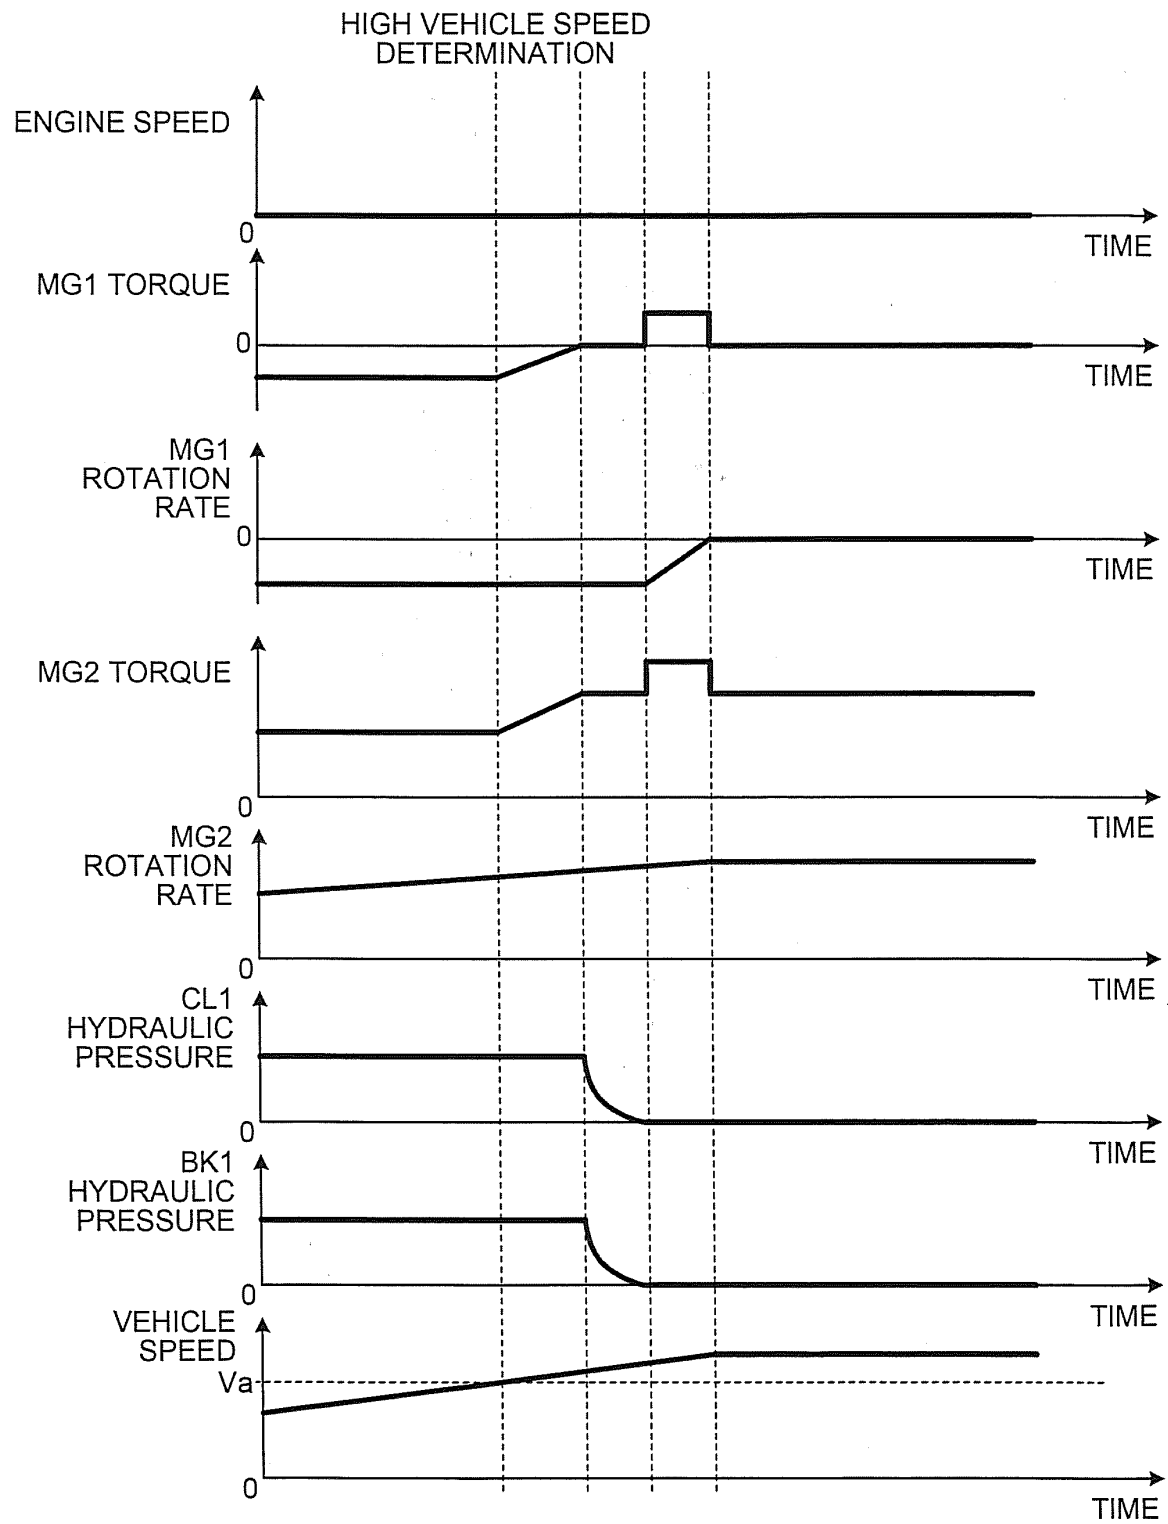 HIGH VEHICLE SPEED
DETERMINATION
ENGINE SPEED
0
TIME
MG1 TORQUE
0
TIME
MG1
ROTATION
RATE
0
TIME
MG2 TORQUE
0
TIME
MG2
ROTATION
RATE
0
TIME
CL1
HYDRAULIC
PRESSURE
0
TIME
BK1
HYDRAULIC
PRESSURE
0
TIME
VEHICLE
SPEED
Va
0
TIME